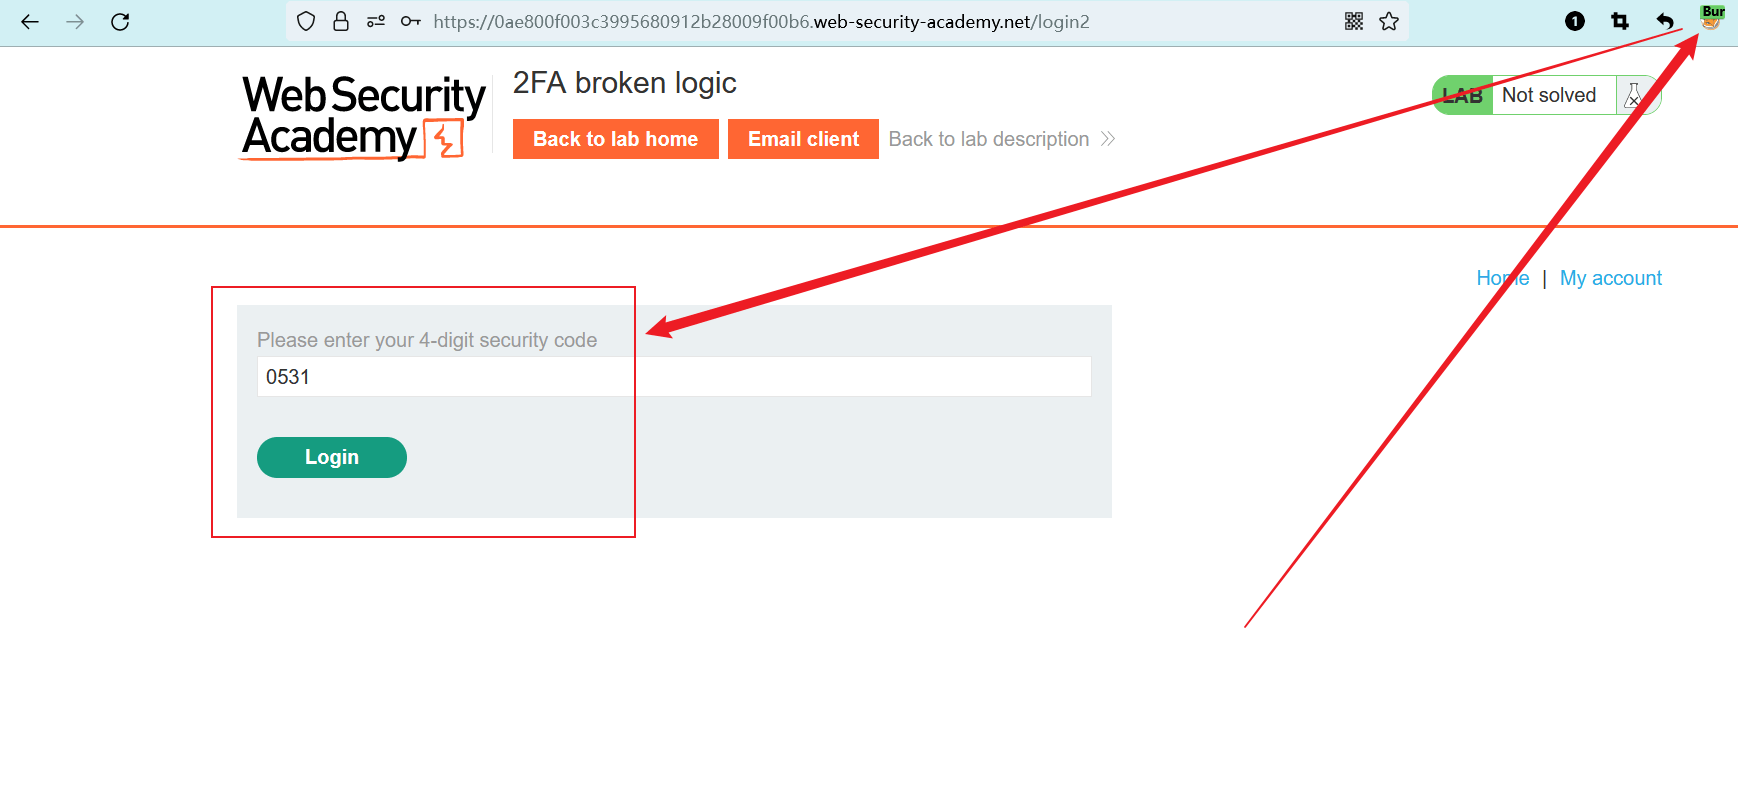 https://0ae800f003c3995680912b28009f00b6.web-security-academy.net/login2
1
Bur
Web Security
Academy
2FA broken logic
Back to lab home
Email client
Back to lab description
LAB
Not solved
Home | My account
Please enter your 4-digit security code
0531
Login